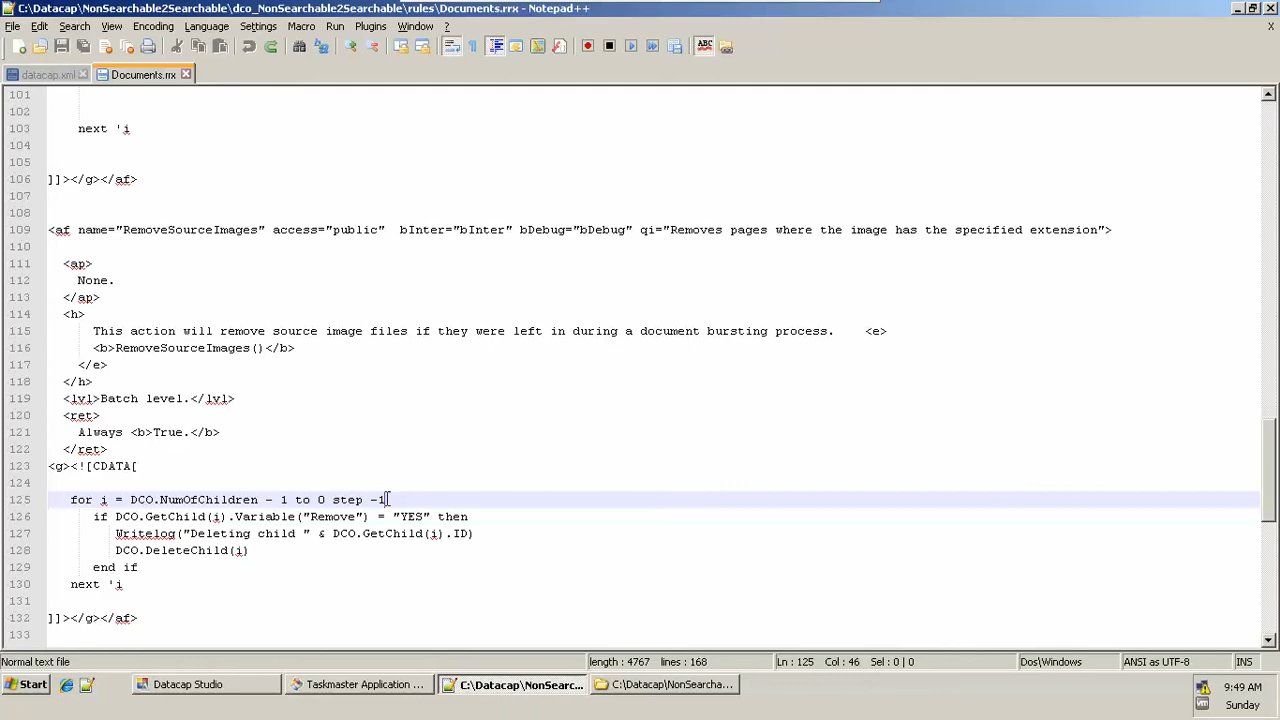 C:\Datacap\NonSearchable2Searchable\dco_NonSearchable2Searchable\rules\Documents.rrx - Notepad++
File Edit Search View Encoding Language Settings Macro Run Plugins Window ? X
ABC
datacap.xml Documents.rrx
101
102
103 next 'i
104
105
106 ]]></g></af>
107
108
109 <af name="RemoveSourceImages" access="public" bInter="bInter" bDebug="bDebug" qi="Removes pages where the image has the specified extension">
110
111 <ap>
112 None.
113 </ap>
114 <h>
115 This action will remove source image files if they were left in during a document bursting process. <e>
116 <b>RemoveSourceImages()</b>
117 </e>
118 </h>
119 <lvl>Batch level.</lvl>
120 <ret>
121 Always <b>True.</b>
122 </ret>
123 <g><![CDATA[
124
125 for i = DCO.NumOfChildren - 1 to 0 step -1
126 if DCO.GetChild(i).Variable("Remove") = "YES" then
127 Writelog("Deleting child " & DCO.GetChild(i).ID)
128 DCO.DeleteChild(i)
129 end if
130 next 'i
131
132 ]]></g></af>
133
Normal text file length : 4767 lines : 168 Ln : 125 Col : 46 Sel : 0 | 0 Dos\Windows ANSI as UTF-8 INS
Start Datacap Studio Taskmaster Application ... C:\Datacap\NonSearc... C:\Datacap\NonSearcha... 9:49 AM
Sunday